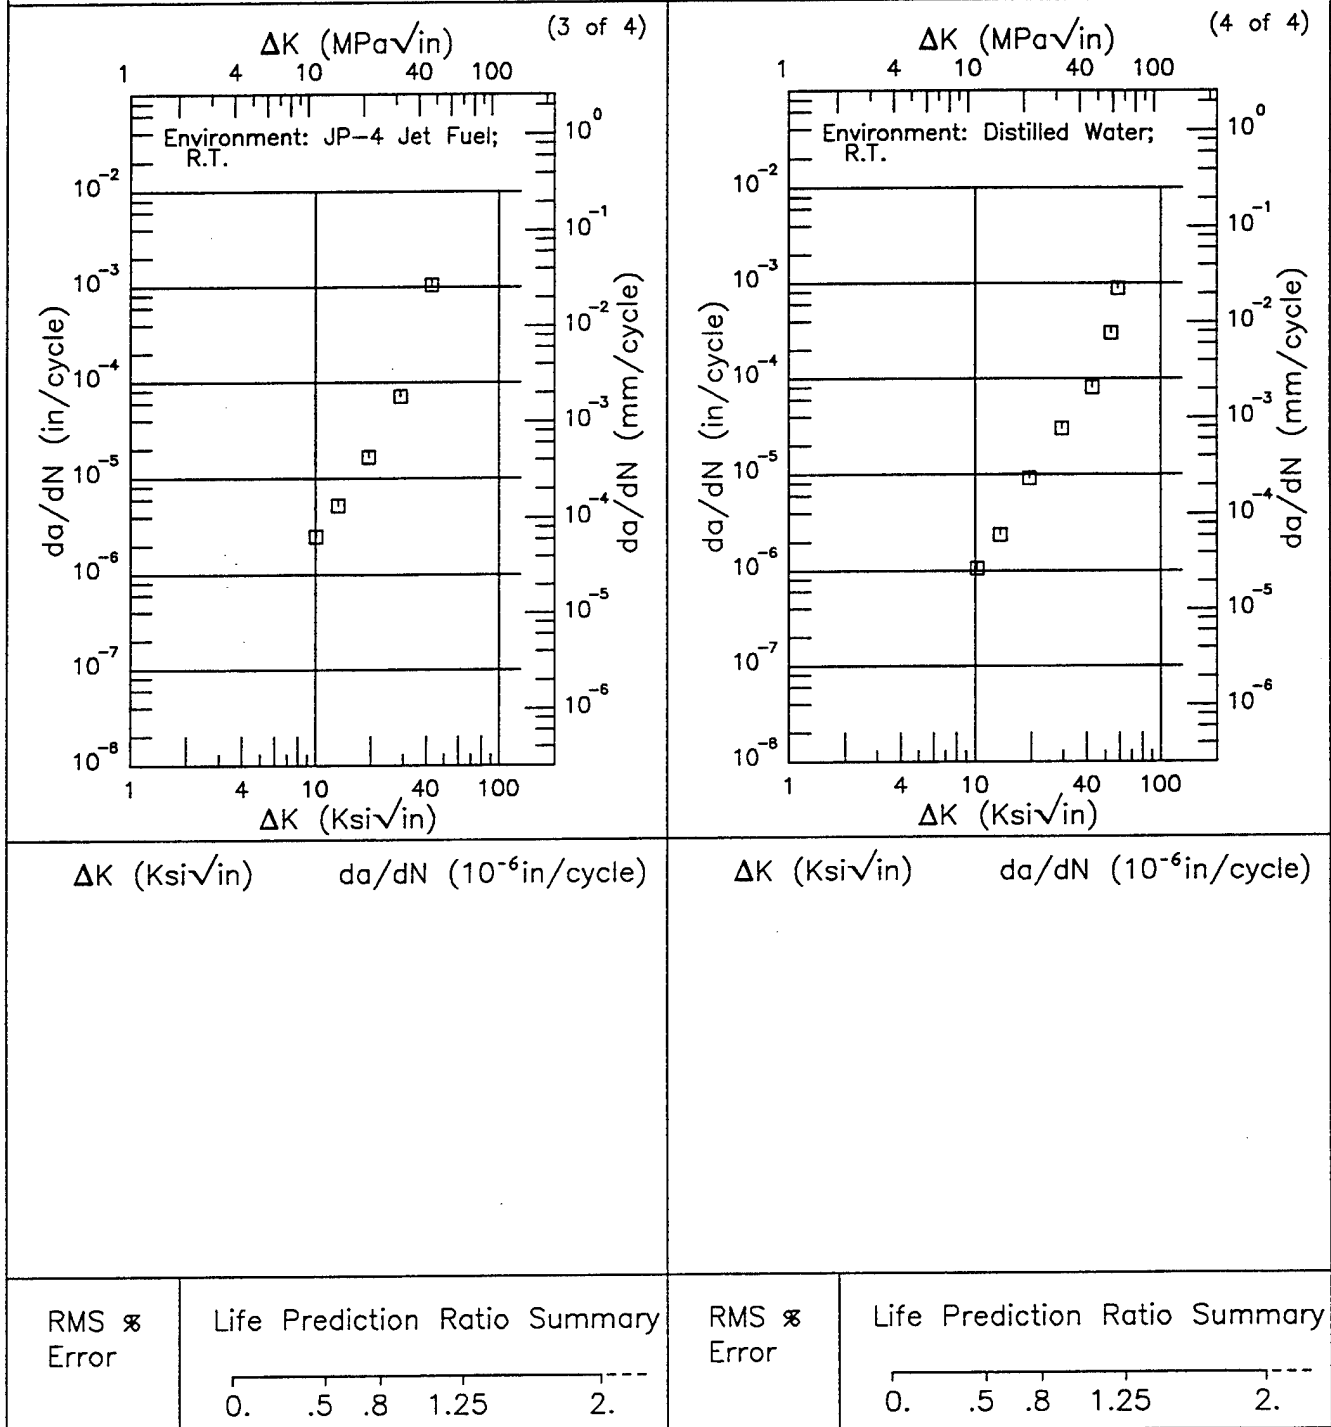 (3 of 4)
ΔK (MPa√in)
1 4 10 40 100
Environment: JP-4 Jet Fuel;
R.T.
10⁻²
10⁻³
10⁻⁴
10⁻⁵
10⁻⁶
10⁻⁷
10⁻⁸
da/dN (in/cycle)
10⁰
10⁻¹
10⁻²
10⁻³
10⁻⁴
10⁻⁵
10⁻⁶
da/dN (mm/cycle)
1 4 10 40 100
ΔK (Ksi√in)
(4 of 4)
ΔK (MPa√in)
1 4 10 40 100
Environment: Distilled Water;
R.T.
10⁻²
10⁻³
10⁻⁴
10⁻⁵
10⁻⁶
10⁻⁷
10⁻⁸
da/dN (in/cycle)
10⁰
10⁻¹
10⁻²
10⁻³
10⁻⁴
10⁻⁵
10⁻⁶
da/dN (mm/cycle)
1 4 10 40 100
ΔK (Ksi√in)
ΔK (Ksi√in) da/dN (10⁻⁶in/cycle)
ΔK (Ksi√in) da/dN (10⁻⁶in/cycle)
RMS %
Error
Life Prediction Ratio Summary
0. .5 .8 1.25 2.
RMS %
Error
Life Prediction Ratio Summary
0. .5 .8 1.25 2.